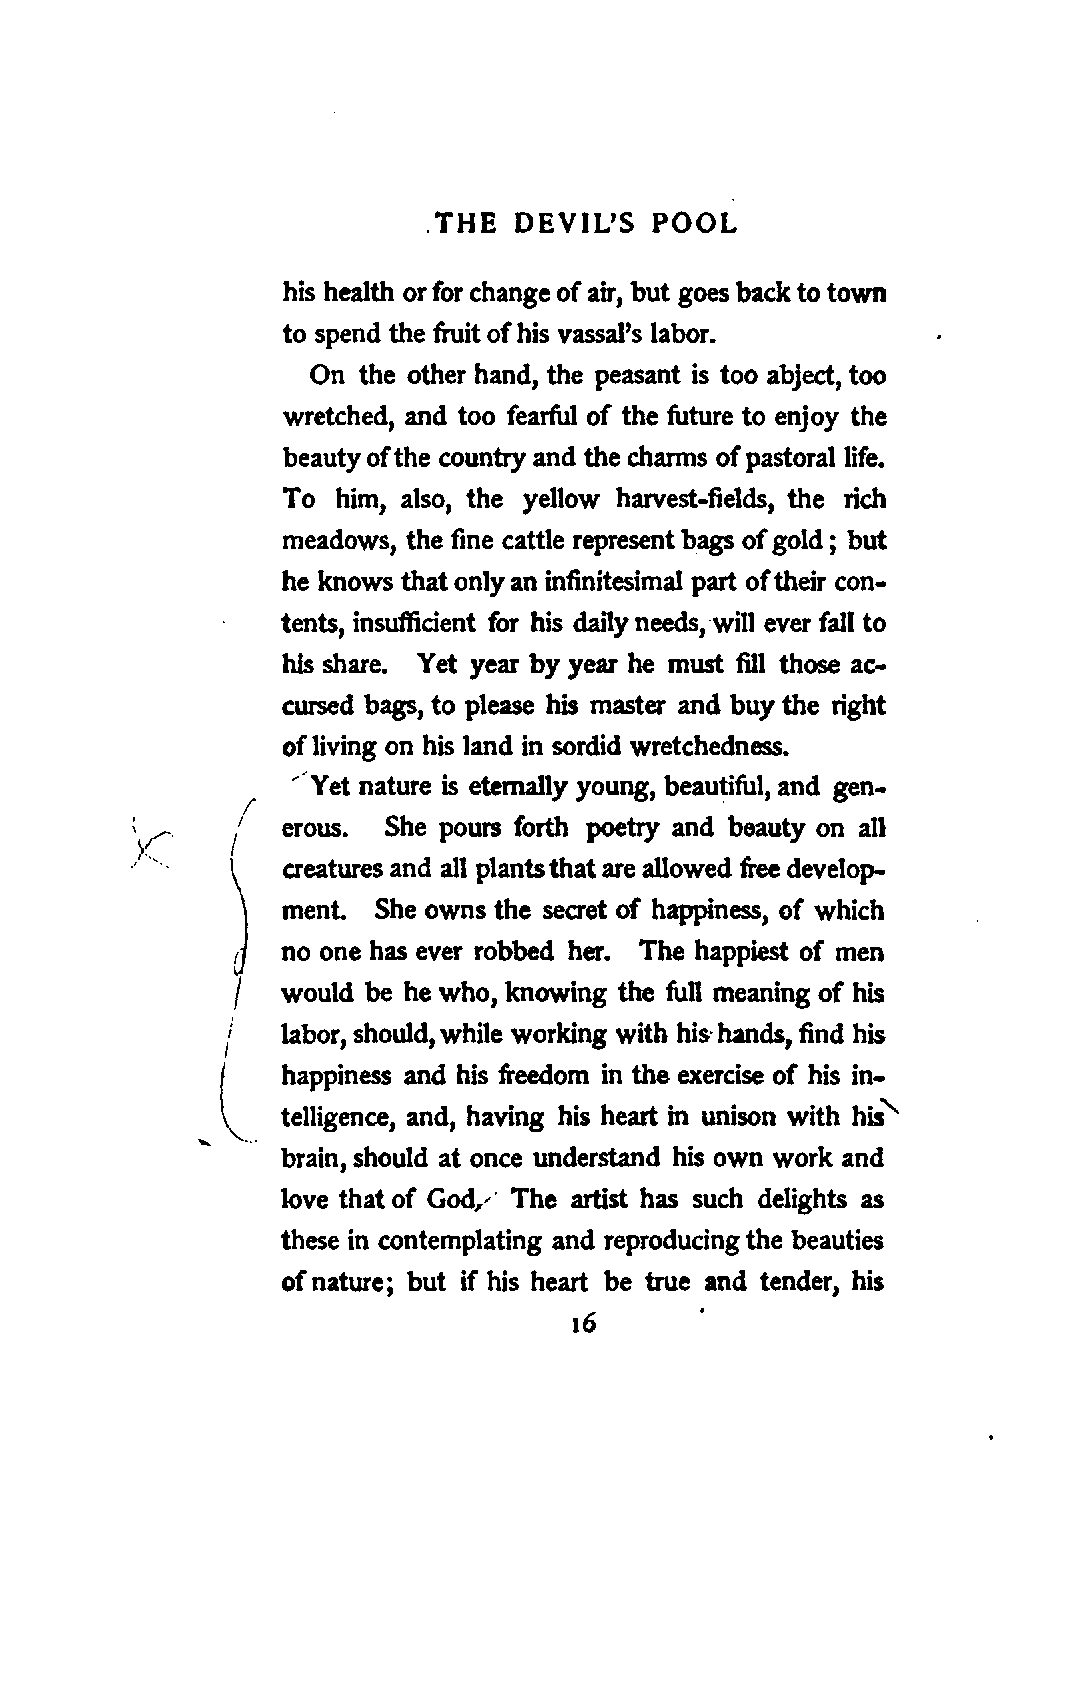 THE DEVIL'S POOL
his health or for change of air, but goes back to town
to spend the fruit of his vassal's labor.
On the other hand, the peasant is too abject, too
wretched, and too fearful of the future to enjoy the
beauty of the country and the charms of pastoral life.
To him, also, the yellow harvest-fields, the rich
meadows, the fine cattle represent bags of gold; but
he knows that only an infinitesimal part of their con-
tents, insufficient for his daily needs, will ever fall to
his share. Yet year by year he must fill those ac-
cursed bags, to please his master and buy the right
of living on his land in sordid wretchedness.
Yet nature is eternally young, beautiful, and gen-
erous. She pours forth poetry and beauty on all
creatures and all plants that are allowed free develop-
ment. She owns the secret of happiness, of which
no one has ever robbed her. The happiest of men
would be he who, knowing the full meaning of his
labor, should, while working with his hands, find his
happiness and his freedom in the exercise of his in-
telligence, and, having his heart in unison with his
brain, should at once understand his own work and
love that of God. The artist has such delights as
these in contemplating and reproducing the beauties
of nature; but if his heart be true and tender, his
16